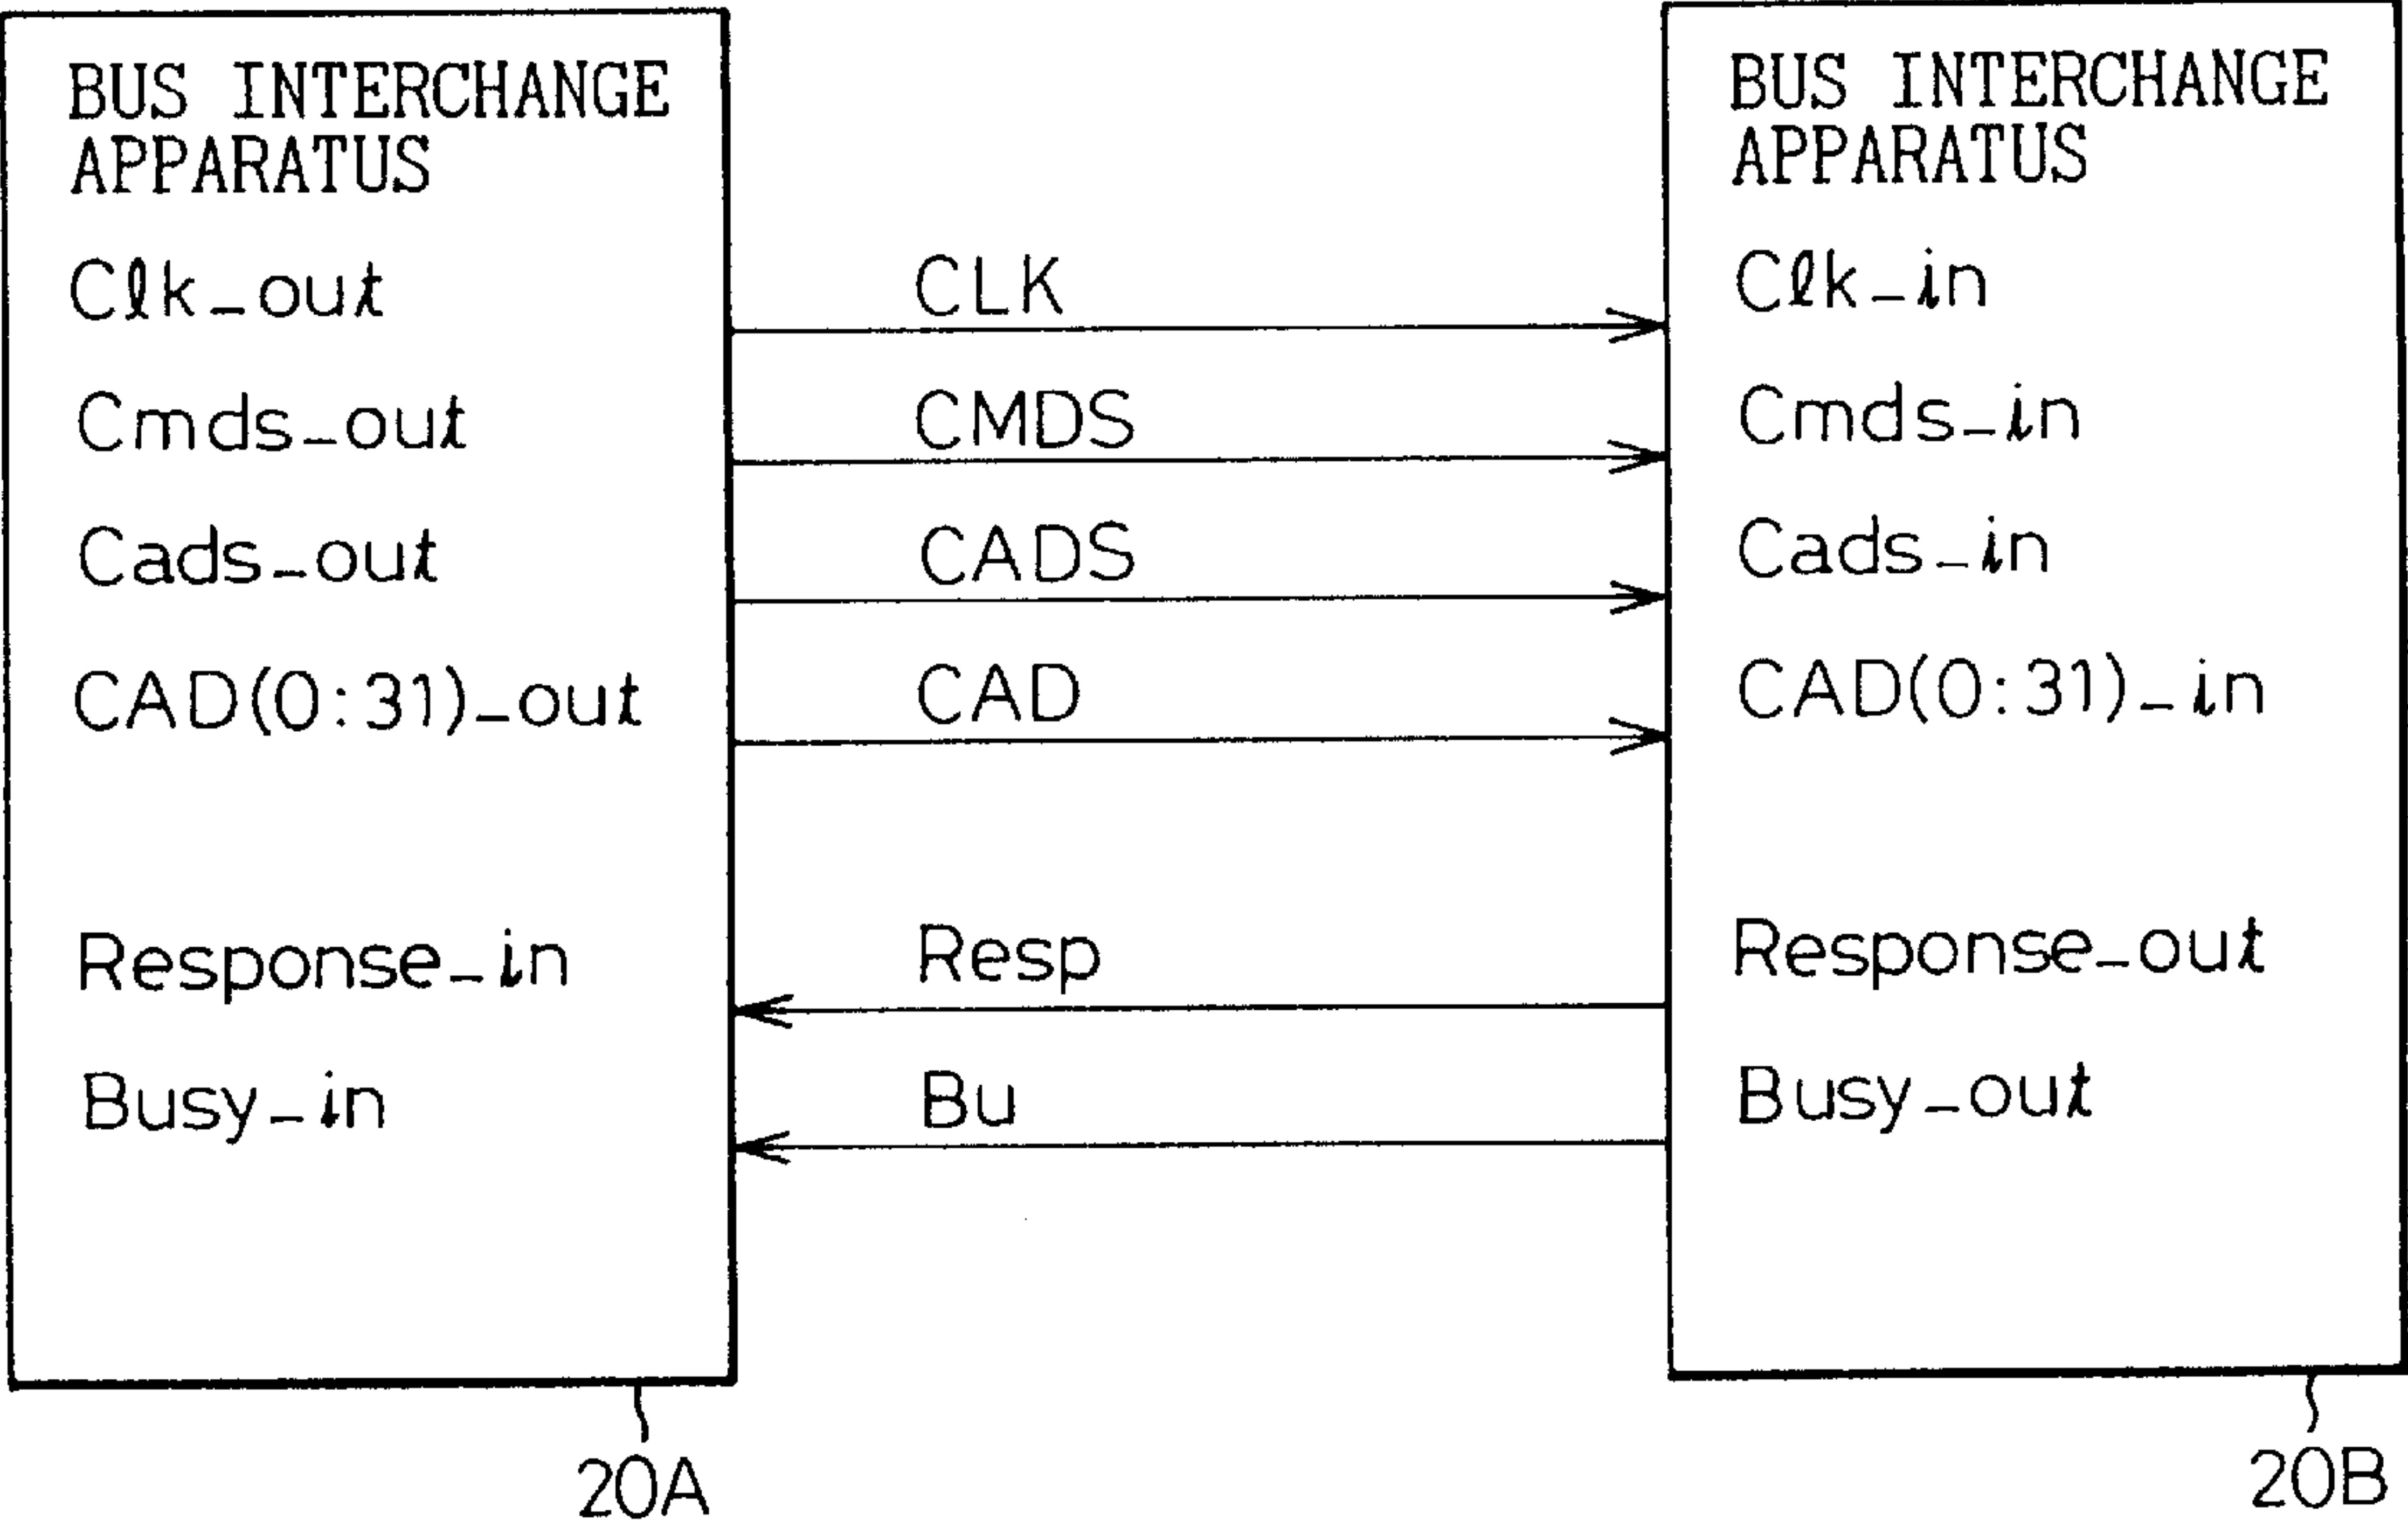 BUS INTERCHANGE
APPARATUS
BUS INTERCHANGE
APPARATUS
Clk_out
CLK
Clk_in
Cmds_out
CMDS
Cmds_in
Cads_out
CADS
Cads_in
CAD(0:31)_out
CAD
CAD(0:31)_in
Response_in
Resp
Response_out
Busy_in
Bu
Busy_out
20A
20B